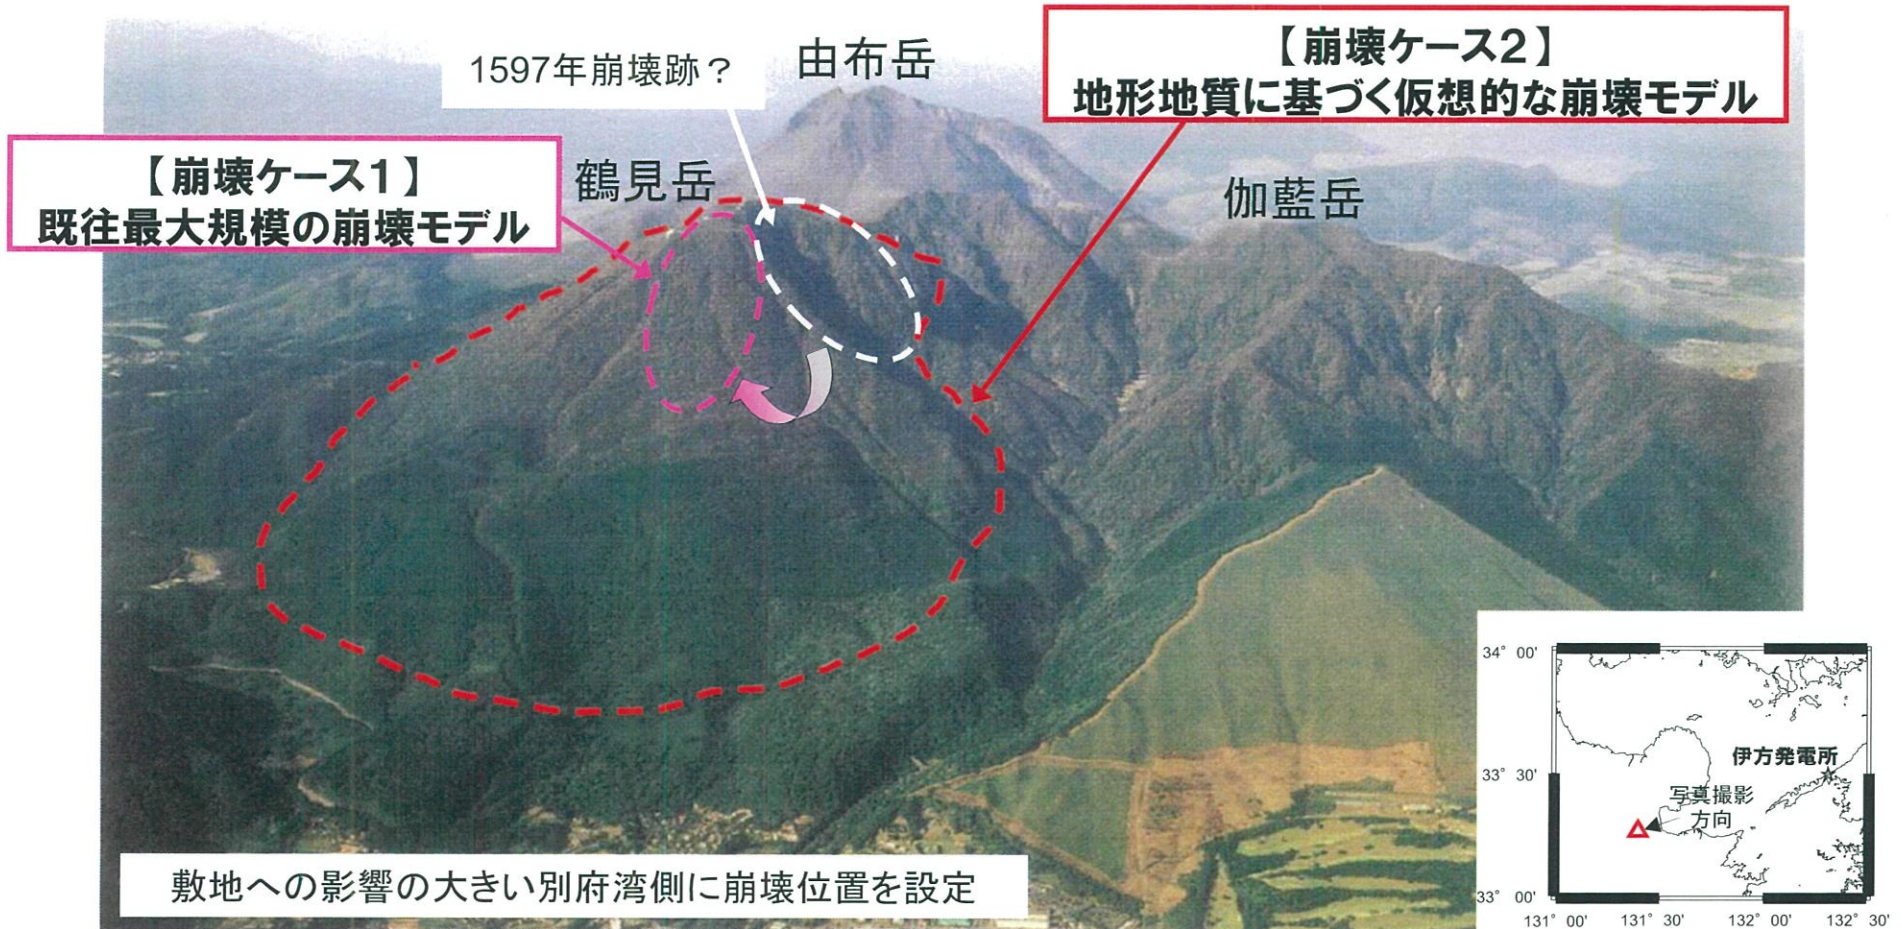 1597年崩壊跡？
由布岳
【崩壊ケース2】
地形地質に基づく仮想的な崩壊モデル
【崩壊ケース1】
既往最大規模の崩壊モデル
鶴見岳
伽藍岳
敷地への影響の大きい別府湾側に崩壊位置を設定
34° 00'
33° 30'
33° 00'
伊方発電所
写真撮影
方向
131° 00'
131° 30'
132° 00'
132° 30'